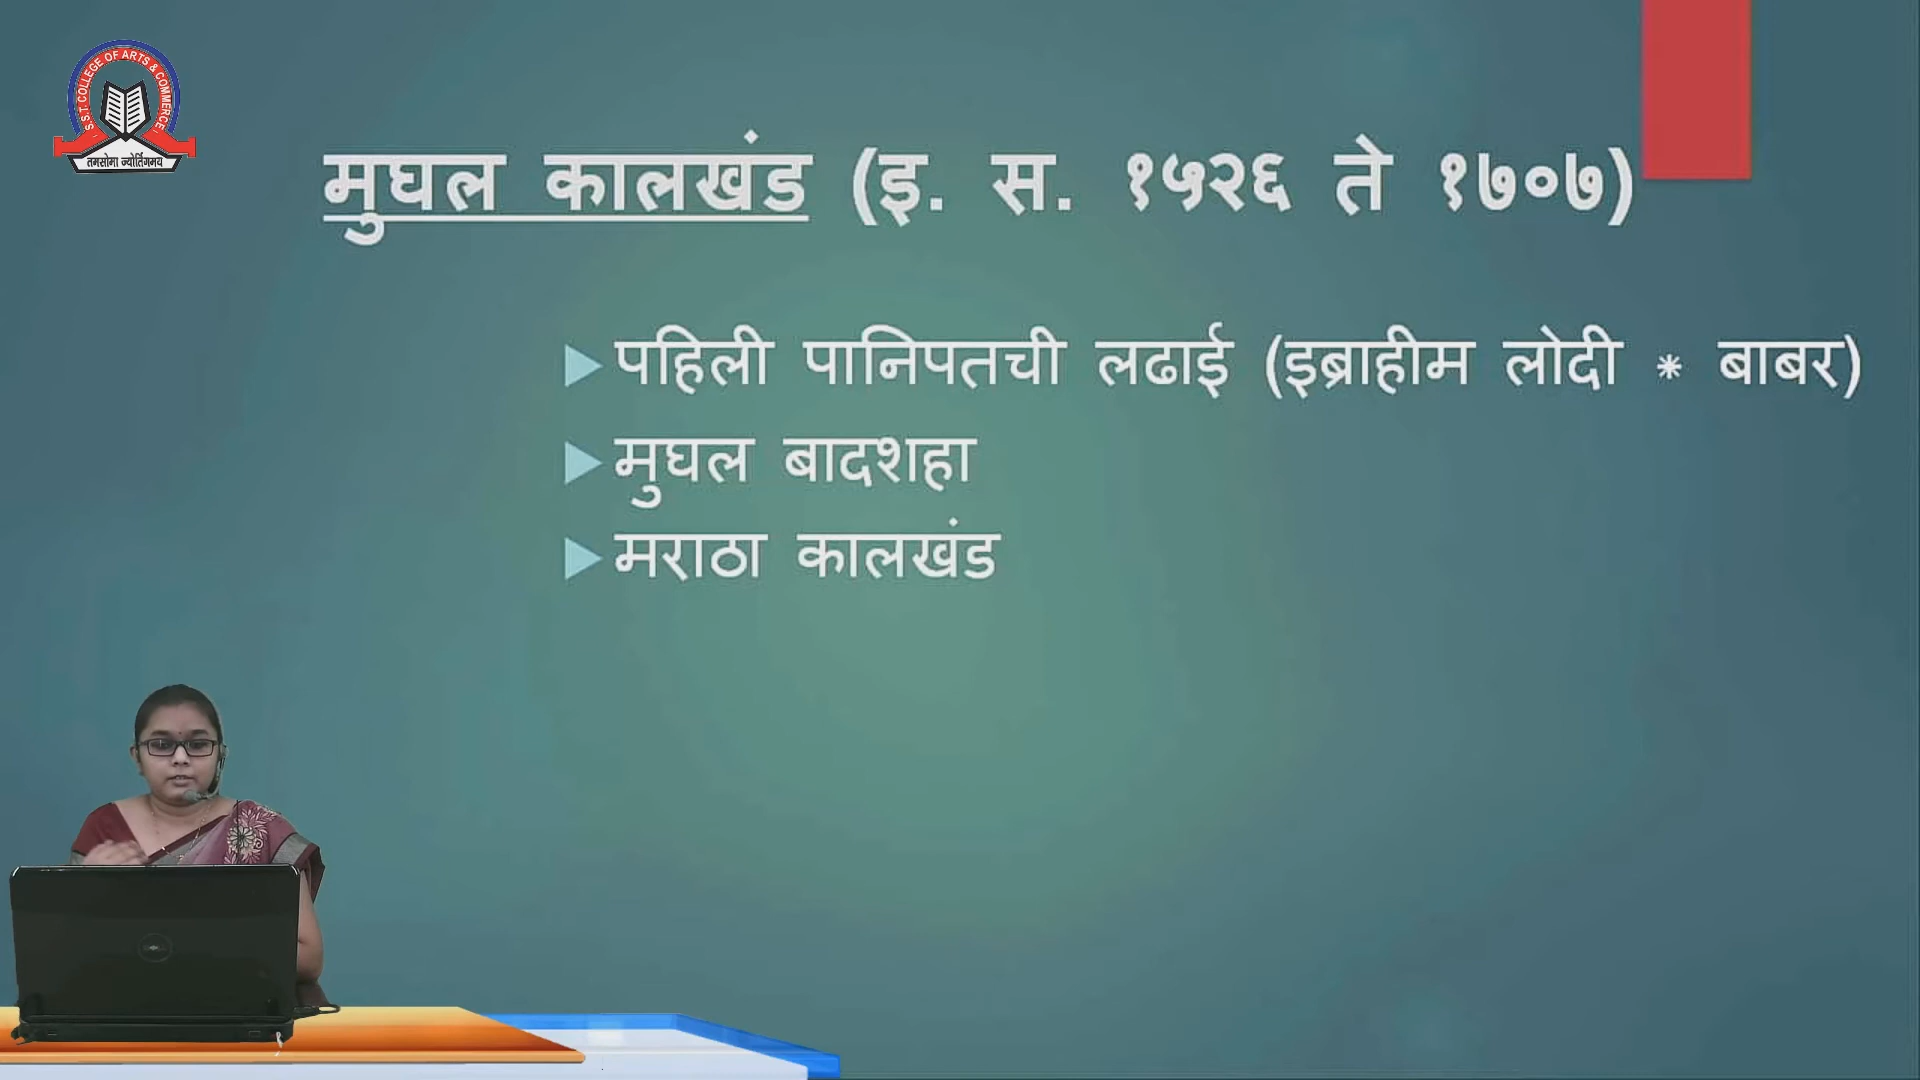 S.S.T. COLLEGE OF ARTS & COMMERCE
तमसोमा ज्योर्तिगमय
मुघल कालखंड (इ. स. १५२६ ते १७०७)
पहिली पानिपतची लढाई (इब्राहीम लोदी * बाबर)
मुघल बादशहा
मराठा कालखंड